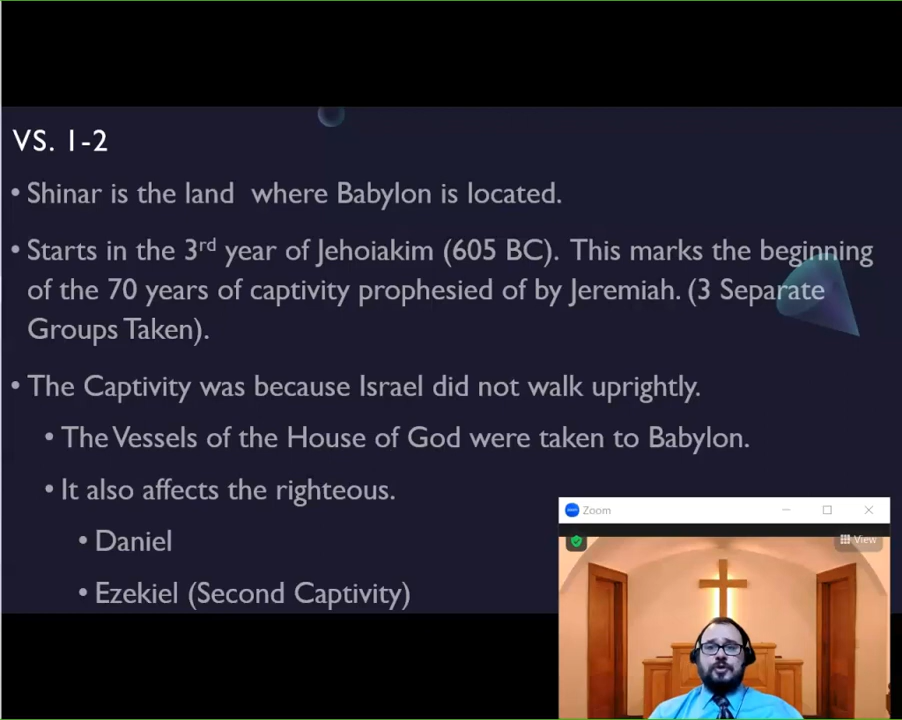 VS. 1-2
• Shinar is the land where Babylon is located.
• Starts in the 3rd year of Jehoiakim (605 BC). This marks the beginning
of the 70 years of captivity prophesied of by Jeremiah. (3 Separate
Groups Taken).
• The Captivity was because Israel did not walk uprightly.
• The Vessels of the House of God were taken to Babylon.
• It also affects the righteous.
• Daniel
• Ezekiel (Second Captivity)
Zoom
View